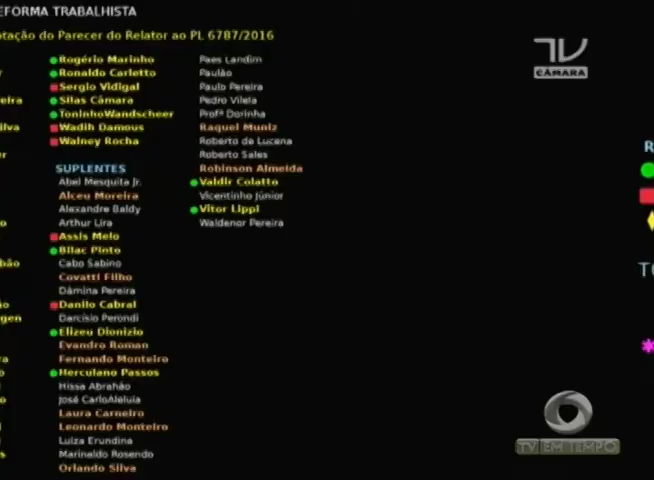 EFORMA TRABALHISTA
tação do Parecer do Relator ao PL 6787/2016
Rogério Marinho
Ronaldo Carletto
Sergio Vidigal
Silas Câmara
ToninhoWandscheer
Wadih Damous
Walney Rocha
SUPLENTES
Abel Mesquita Jr.
Alceu Moreira
Alexandre Baldy
Arthur Lira
Assis Melo
Bilac Pinto
Cabo Sabino
Covatti Filho
Dâmina Pereira
Danilo Cabral
Darcísio Perondi
Elizeu Dionizio
Evandro Roman
Fernando Monteiro
Herculano Passos
Hissa Abrahão
José CarloAleluia
Laura Carneiro
Leonardo Monteiro
Luiza Erundina
Marinaldo Rosendo
Orlando Silva
Paes Landim
Paulão
Paulo Pereira
Pedro Vilela
Profª Dorinha
Raquel Muniz
Roberto de Lucena
Roberto Sales
Robinson Almeida
Valdir Colatto
Vicentinho Júnior
Vitor Lippi
Waldenor Pereira
TV
CÂMARA
TV EM TEMPO